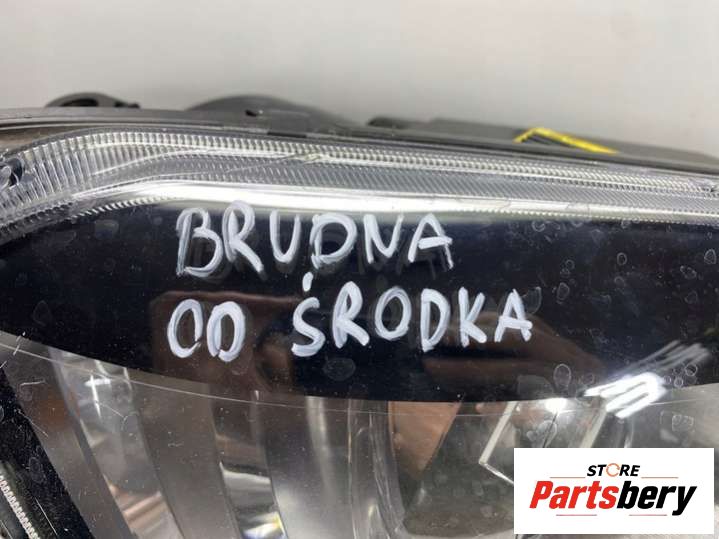 BRUDNA
OD ŚRODKA
STORE
Partsbery